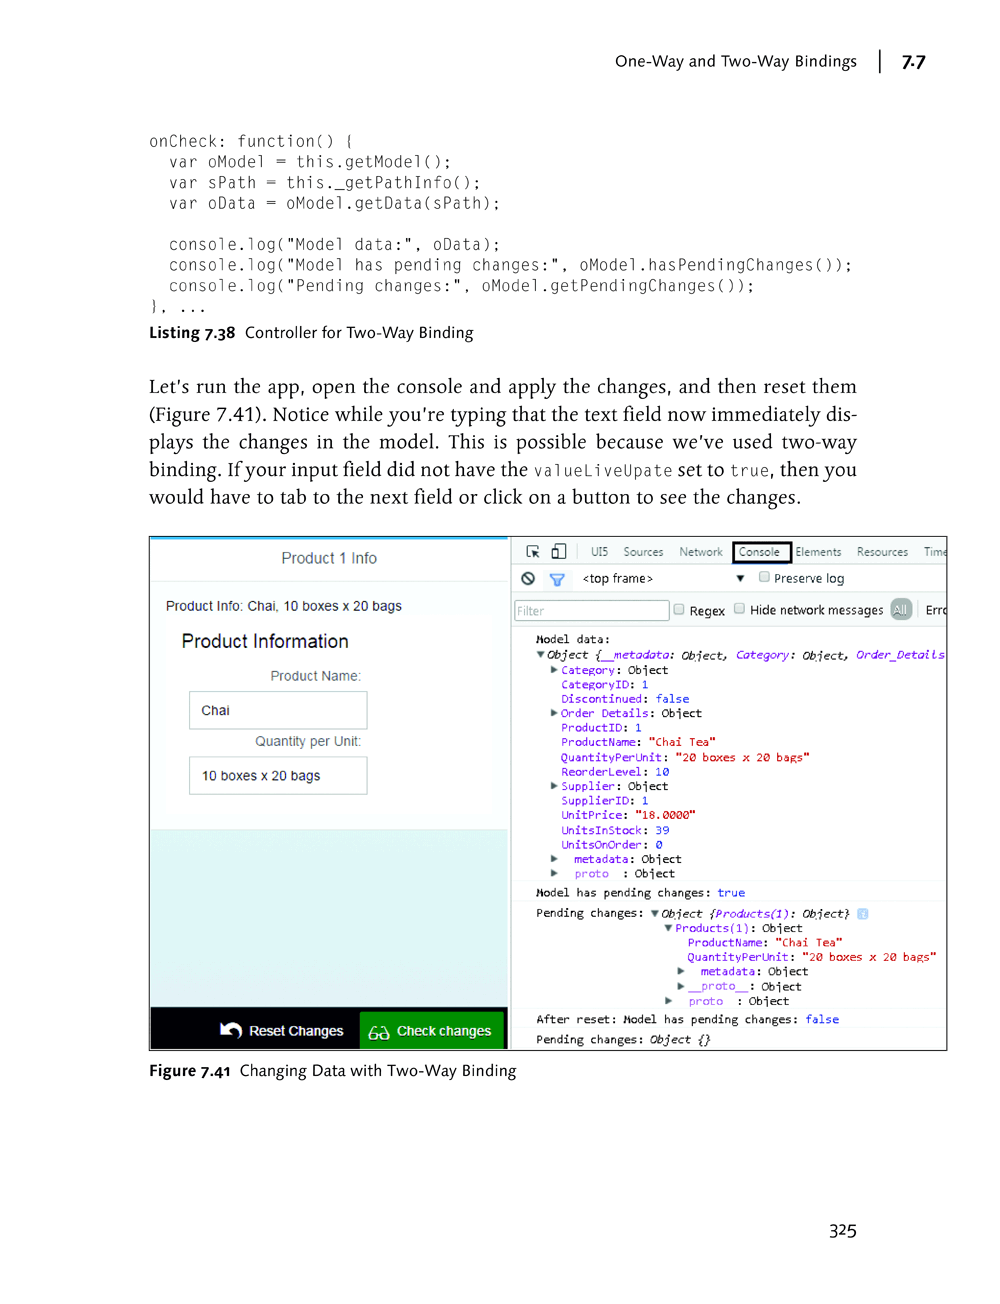 One-Way and Two-Way Bindings | 7.7
onCheck: function() {
var oModel = this.getModel();
var sPath = this._getPathInfo();
var oData = oModel.getData(sPath);
console.log("Model data:", oData);
console.log("Model has pending changes:", oModel.hasPendingChanges());
console.log("Pending changes:", oModel.getPendingChanges());
}, ...
Listing 7.38 Controller for Two-Way Binding
Let's run the app, open the console and apply the changes, and then reset them
(Figure 7.41). Notice while you're typing that the text field now immediately dis-
plays the changes in the model. This is possible because we've used two-way
binding. If your input field did not have the valueLiveUpate set to true, then you
would have to tab to the next field or click on a button to see the changes.
Product 1 Info
Product Info: Chai, 10 boxes x 20 bags
Product Information
Product Name:
Chai
Quantity per Unit:
10 boxes x 20 bags
Reset Changes
Check changes
UI5 Sources Network Console Elements Resources Time
<top frame> Preserve log
Filter Regex Hide network messages All Erro
Model data:
Object {__metadata: Object, Category: Object, Order_Details
Category: Object
CategoryID: 1
Discontinued: false
Order Details: Object
ProductID: 1
ProductName: "Chai Tea"
QuantityPerUnit: "20 boxes x 20 bags"
ReorderLevel: 10
Supplier: Object
SupplierID: 1
UnitPrice: "18.0000"
UnitsInStock: 39
UnitsOnOrder: 0
metadata: Object
proto : Object
Model has pending changes: true
Pending changes: Object {Products(1): Object}
Products(1): Object
ProductName: "Chai Tea"
QuantityPerUnit: "20 boxes x 20 bags"
metadata: Object
__proto__: Object
proto : Object
After reset: Model has pending changes: false
Pending changes: Object {}
Figure 7.41 Changing Data with Two-Way Binding
325